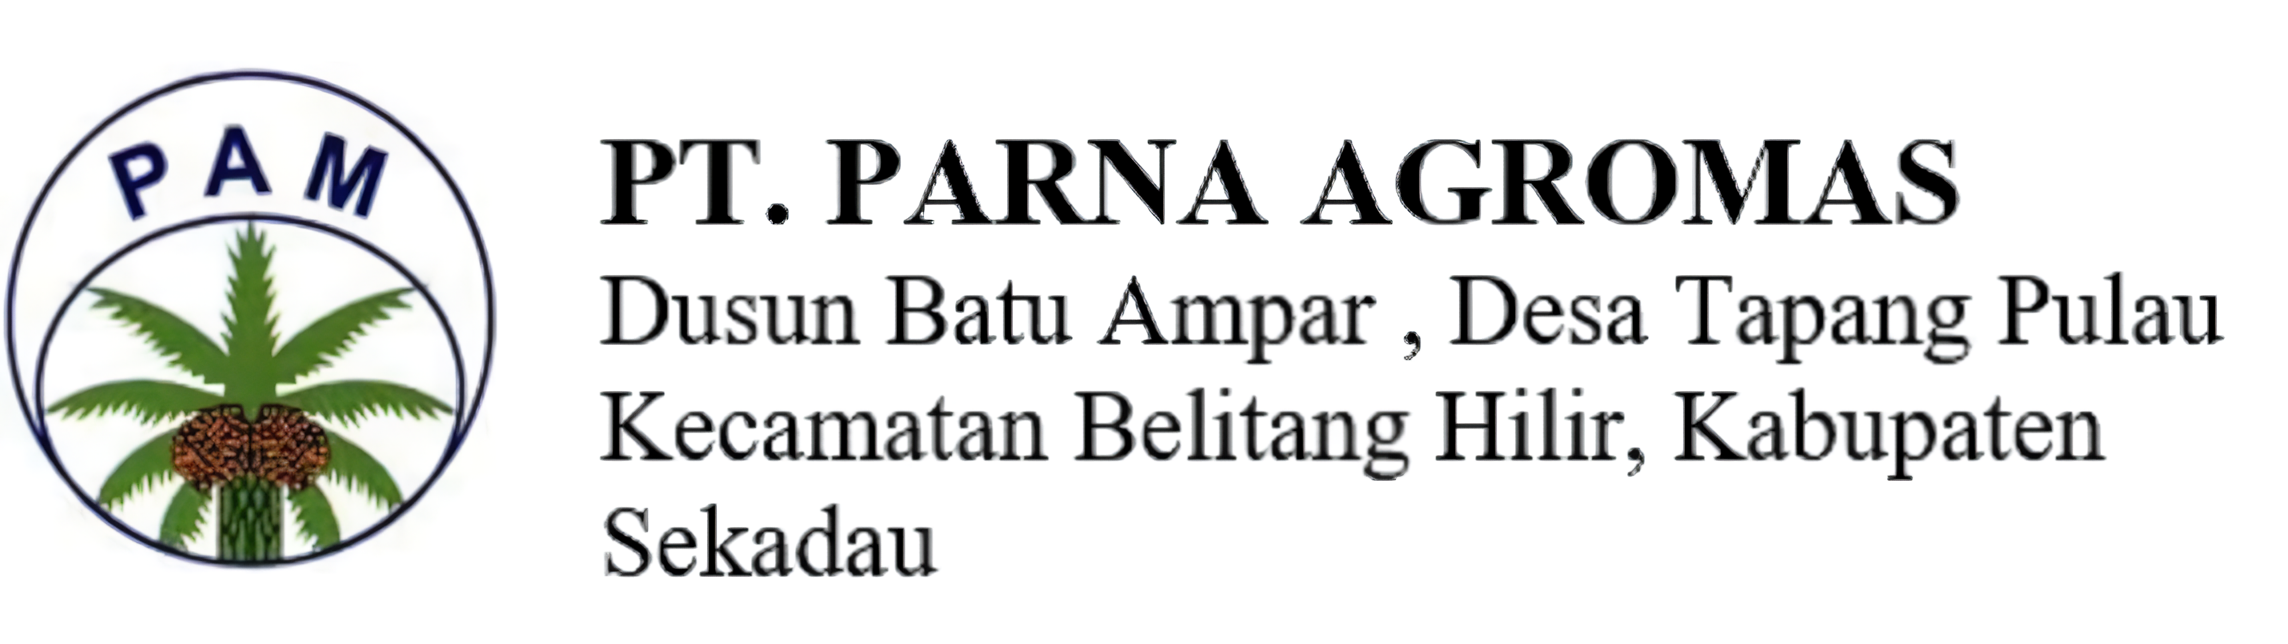 PAM
PT. PARNA AGROMAS
Dusun Batu Ampar , Desa Tapang Pulau
Kecamatan Belitang Hilir, Kabupaten
Sekadau